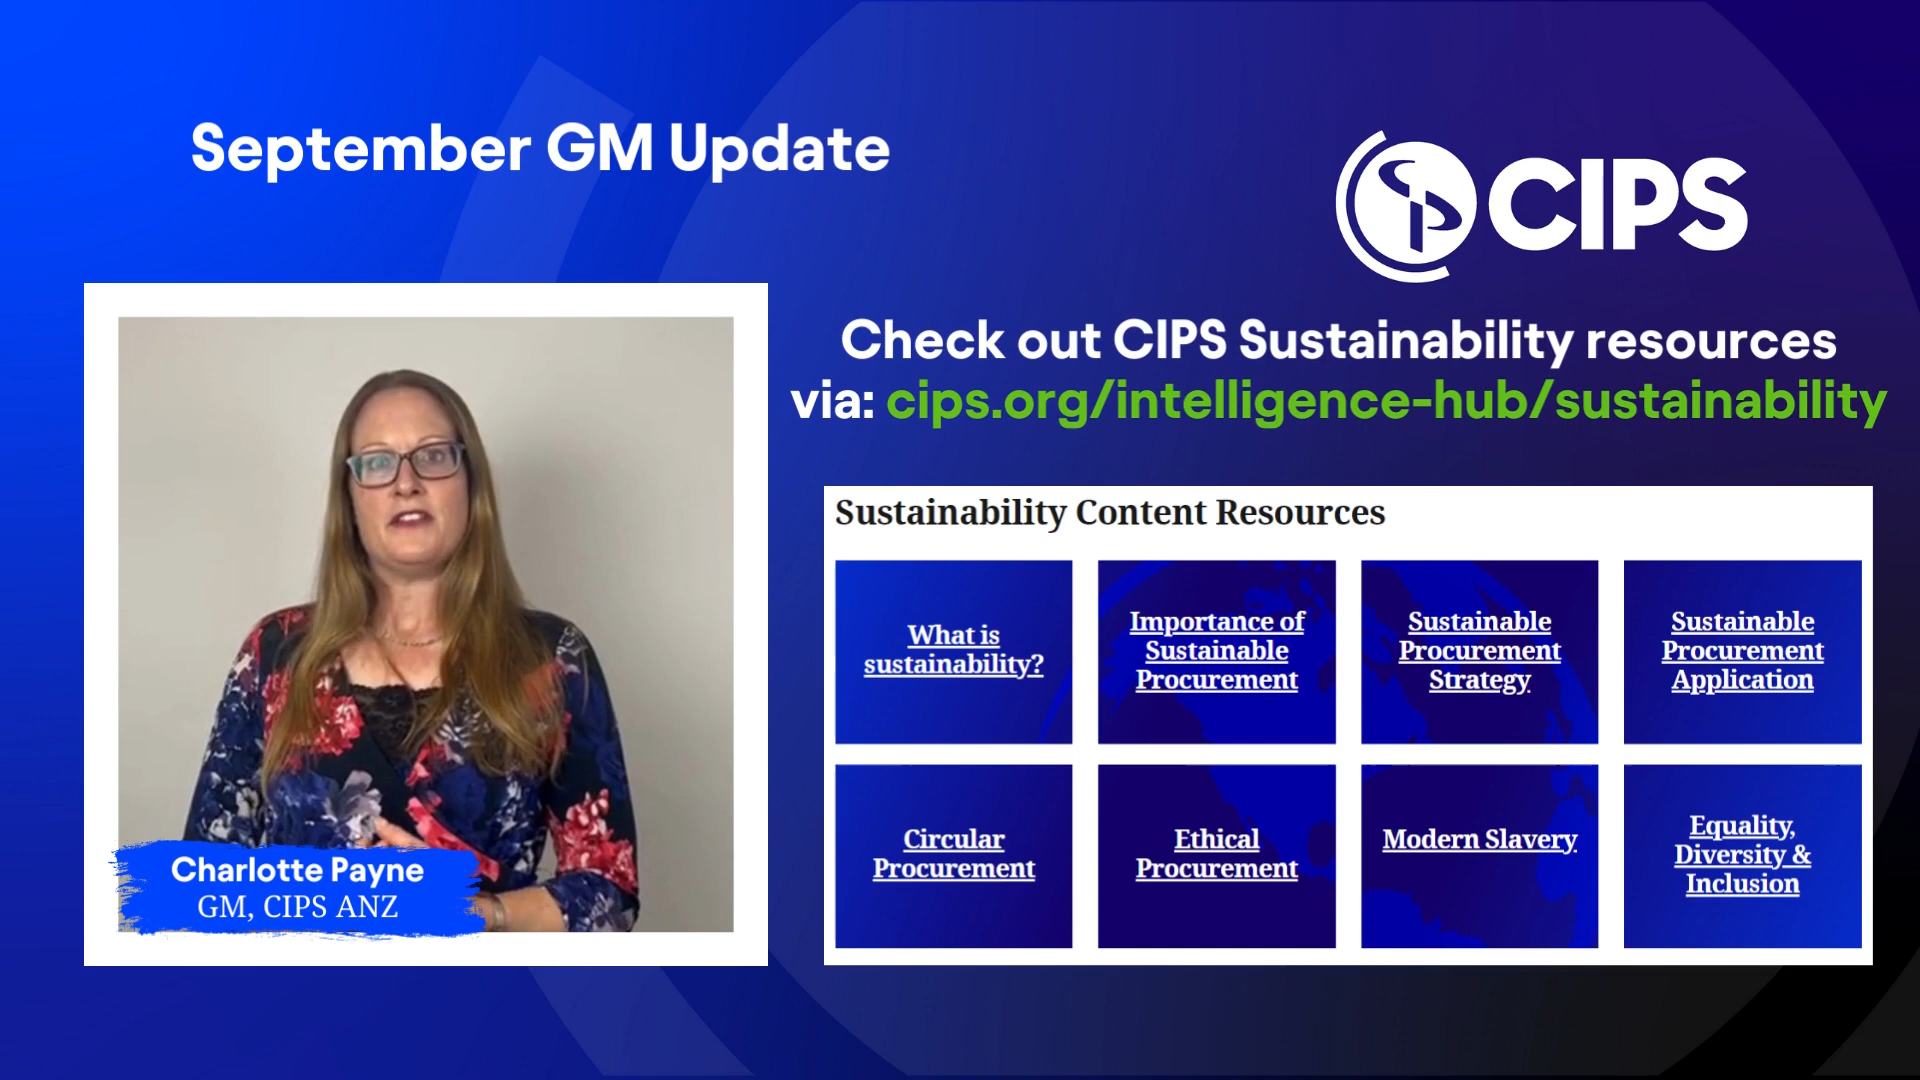 September GM Update
CIPS
Check out CIPS Sustainability resources
via: cips.org/intelligence-hub/sustainability
Charlotte Payne
GM, CIPS ANZ
Sustainability Content Resources
What is
sustainability?
Importance of
Sustainable
Procurement
Sustainable
Procurement
Strategy
Sustainable
Procurement
Application
Circular
Procurement
Ethical
Procurement
Modern Slavery
Equality,
Diversity &
Inclusion